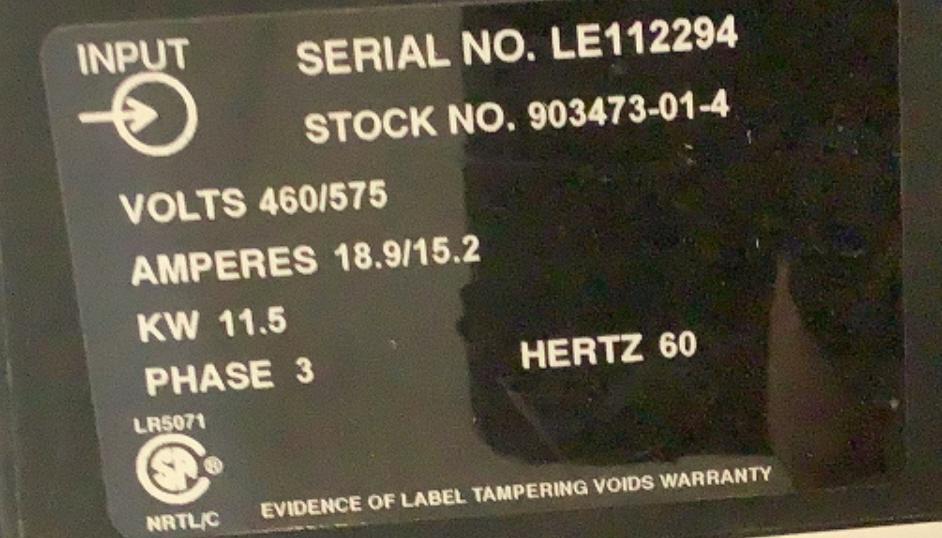 INPUT
SERIAL NO. LE112294
STOCK NO. 903473-01-4
VOLTS 460/575
AMPERES 18.9/15.2
KW 11.5
PHASE 3
HERTZ 60
LR5071
SP®
NRTL/C
EVIDENCE OF LABEL TAMPERING VOIDS WARRANTY